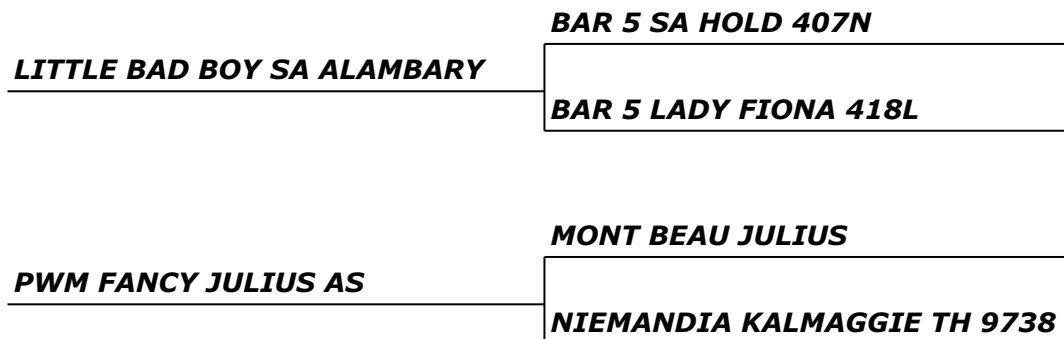 BAR 5 SA HOLD 407N
LITTLE BAD BOY SA ALAMBARY
BAR 5 LADY FIONA 418L
MONT BEAU JULIUS
PWM FANCY JULIUS AS
NIEMANDIA KALMAGGIE TH 9738